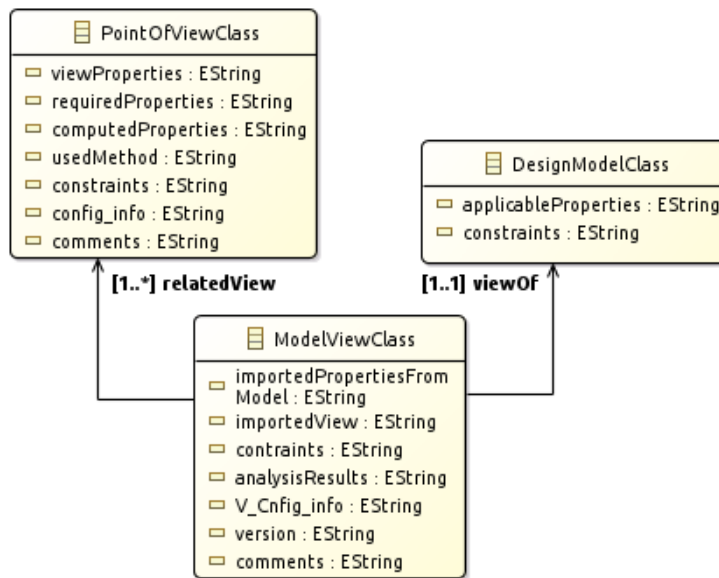 PointOfViewClass
viewProperties : EString
requiredProperties : EString
computedProperties : EString
usedMethod : EString
constraints : EString
config_info : EString
comments : EString
DesignModelClass
applicableProperties : EString
constraints : EString
[1..*] relatedView
[1..1] viewOf
ModelViewClass
importedPropertiesFrom
Model : EString
importedView : EString
contraints : EString
analysisResults : EString
V_Cnfig_info : EString
version : EString
comments : EString